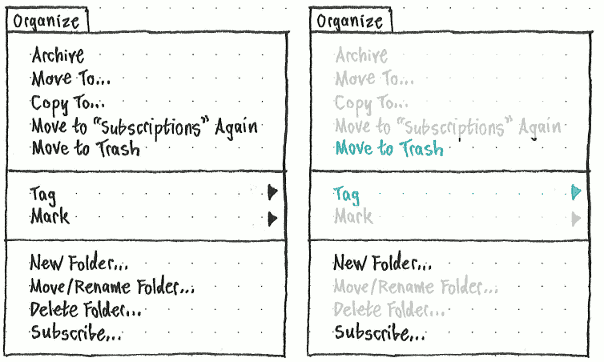 Organize
Archive
Move To...
Copy To...
Move to "Subscriptions" Again
Move to Trash
Tag
Mark
New Folder...
Move/Rename Folder...
Delete Folder...
Subscribe...
Organize
Archive
Move To...
Copy To...
Move to "Subscriptions" Again
Move to Trash
Tag
Mark
New Folder...
Move/Rename Folder...
Delete Folder...
Subscribe...